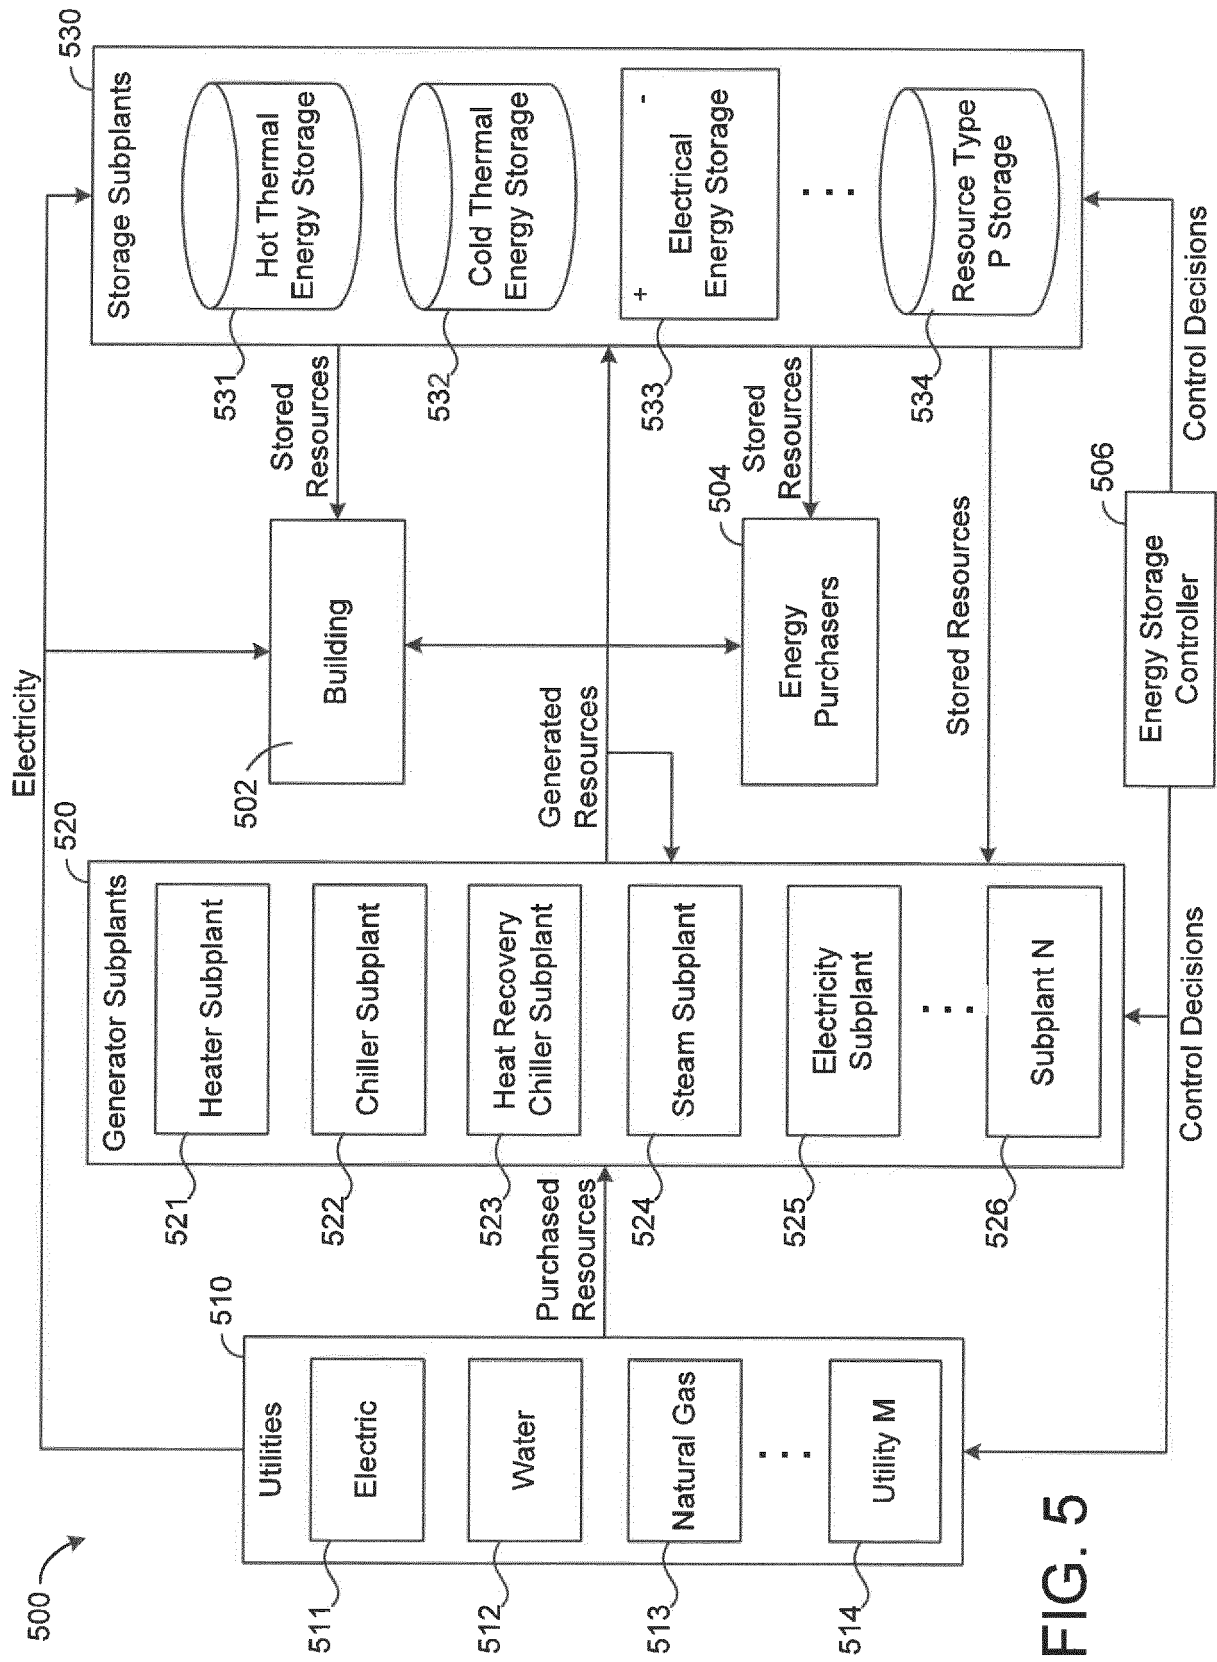 500
Electricity
510
Utilities
511
Electric
512
Water
513
Natural Gas
. . .
514
Utility M
Purchased
Resources
520
Generator Subplants
521
Heater Subplant
522
Chiller Subplant
523
Heat Recovery
Chiller Subplant
524
Steam Subplant
525
Electricity
Subplant
. . .
526
Subplant N
Generated
Resources
502
Building
504
Energy
Purchasers
Stored
Resources
Stored
Resources
Stored Resources
530
Storage Subplants
531
Hot Thermal
Energy Storage
532
Cold Thermal
Energy Storage
533
+ -
Electrical
Energy Storage
. . .
534
Resource Type
P Storage
Control Decisions
506
Energy Storage
Controller
Control Decisions
FIG. 5